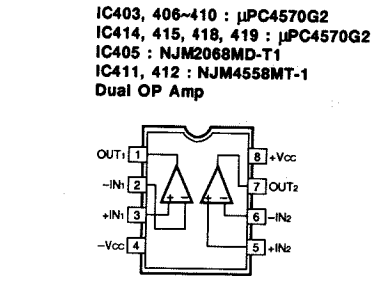 IC403, 406~410 : µPC4570G2
IC414, 415, 418, 419 : µPC4570G2
IC405 : NJM2068MD-T1
IC411, 412 : NJM4558MT-1
Dual OP Amp
OUT1 1 8 +VCC
-IN1 2 7 OUT2
+IN1 3 6 -IN2
-VCC 4 5 +IN2
+ - + -